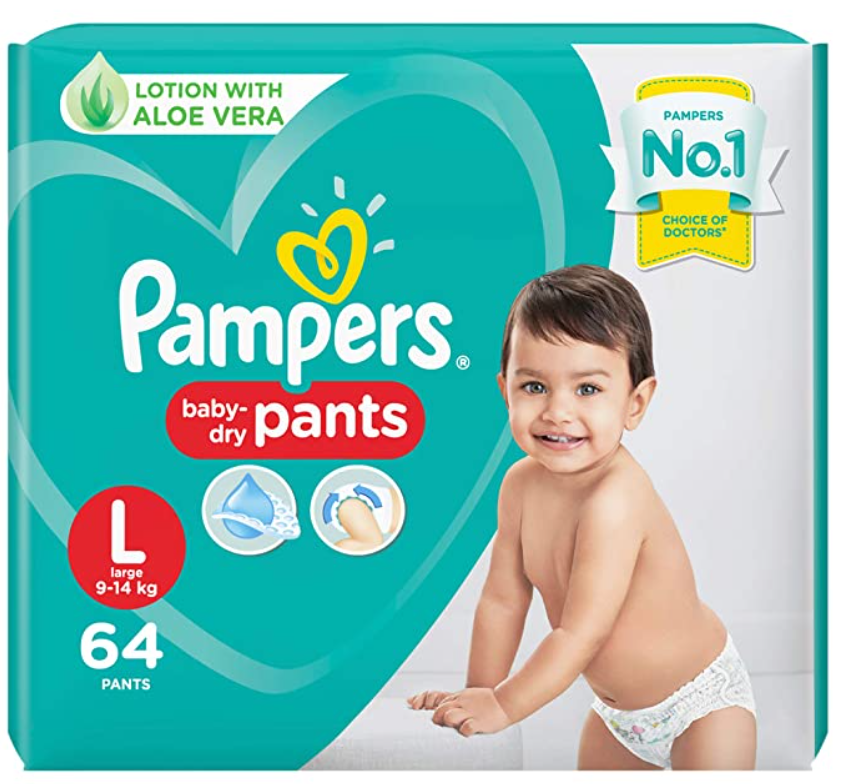 LOTION WITH
ALOE VERA
PAMPERS
No.1
CHOICE OF
DOCTORS*
Pampers®
baby-
dry pants
L
large
9-14 kg
64
PANTS